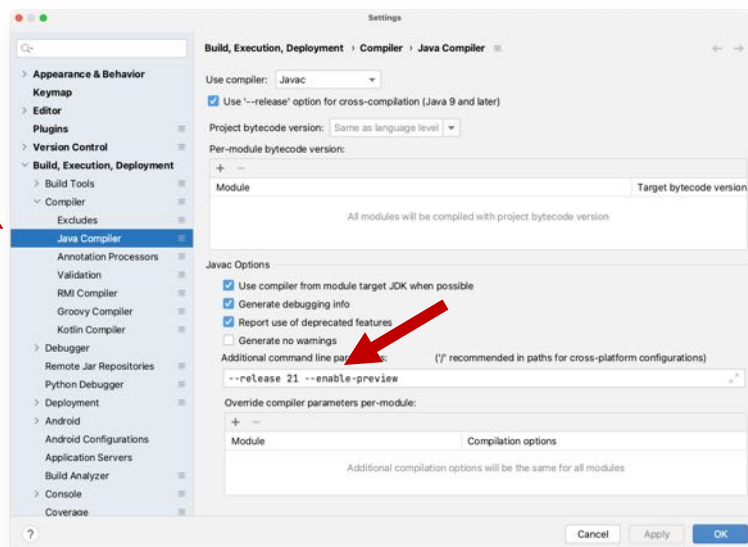 Settings
Appearance & Behavior
Keymap
Editor
Plugins
Version Control
Build, Execution, Deployment
Build Tools
Compiler
Excludes
Java Compiler
Annotation Processors
Validation
RMI Compiler
Groovy Compiler
Kotlin Compiler
Debugger
Remote Jar Repositories
Python Debugger
Deployment
Android
Android Configurations
Application Servers
Build Analyzer
Console
Coverage
?
Build, Execution, Deployment › Compiler › Java Compiler
Use compiler: Javac
Use '--release' option for cross-compilation (Java 9 and later)
Project bytecode version: Same as language level
Per-module bytecode version:
+ −
Module Target bytecode version
All modules will be compiled with project bytecode version
Javac Options
Use compiler from module target JDK when possible
Generate debugging info
Report use of deprecated features
Generate no warnings
Additional command line ('/' recommended in paths for cross-platform configurations)
--release 21 --enable-preview
Override compiler parameters per-module:
+ −
Module Compilation options
Additional compilation options will be the same for all modules
Cancel Apply OK